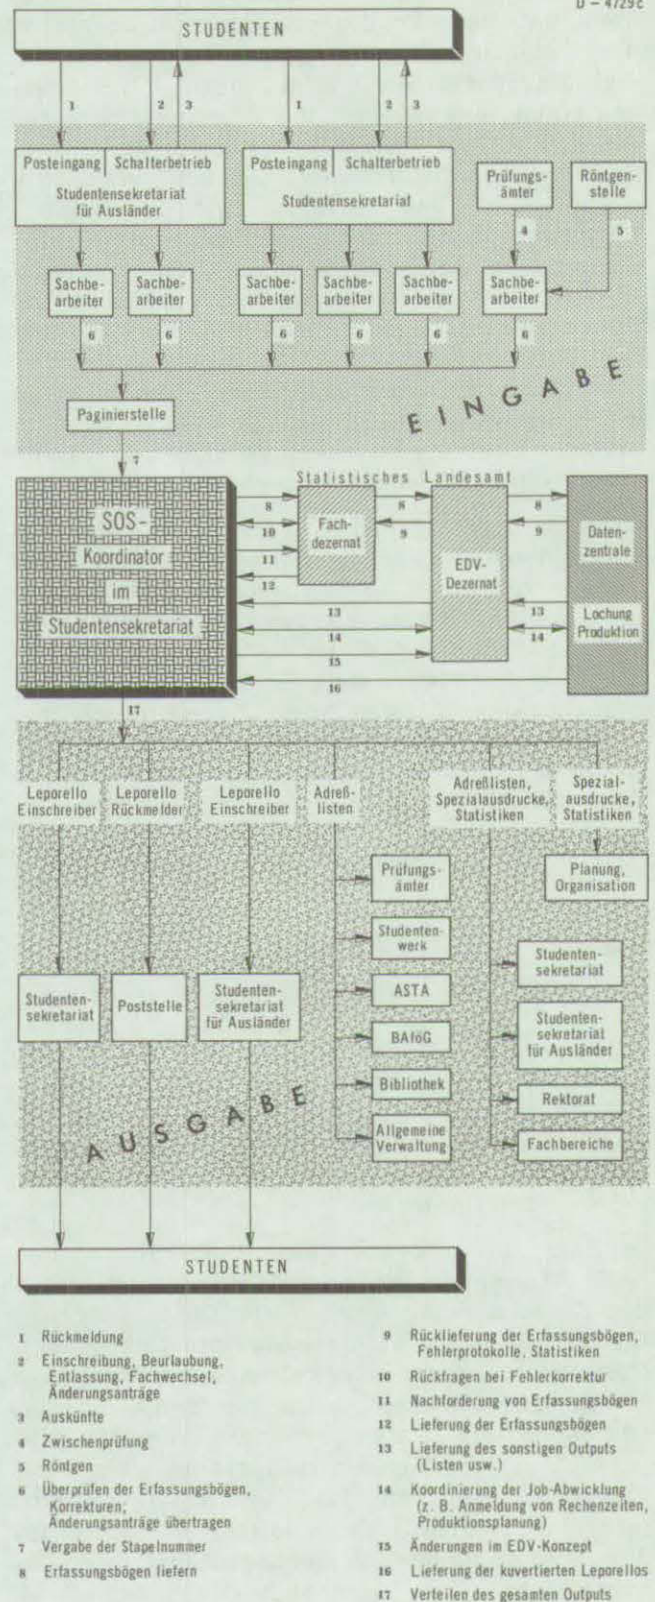 D – 4729c
STUDENTEN
1 2 3 1 2 3
Posteingang Schalterbetrieb
Studentensekretariat
für Ausländer
Posteingang Schalterbetrieb
Studentensekretariat
Prüfungs-
ämter
Röntgen-
stelle
4 5
Sachbe-
arbeiter
Sachbe-
arbeiter
Sachbe-
arbeiter
Sachbe-
arbeiter
Sachbe-
arbeiter
Sachbe-
arbeiter
6 6 6 6 6 6
EINGABE
Paginierstelle
7
Statistisches Landesamt
SOS-
Koordinator
im
Studentensekretariat
8
10
11
12
Fach-
dezernat
8
9
EDV-
Dezernat
8
9
Daten-
zentrale
13
14
15
16
13
14
Lochung
Produktion
17
Leporello
Einschreiber
Leporello
Rückmelder
Leporello
Einschreiber
Adreß-
listen
Adreßlisten,
Spezialausdrucke,
Statistiken
Spezial-
ausdrucke,
Statistiken
Prüfungs-
ämter
Planung,
Organisation
Studenten-
werk
Studenten-
sekretariat
Studenten-
sekretariat
Poststelle
Studenten-
sekretariat
für Ausländer
ASTA
Studenten-
sekretariat
für Ausländer
BAföG
Bibliothek
Rektorat
Allgemeine
Verwaltung
Fachbereiche
AUSGABE
STUDENTEN
1 Rückmeldung
2 Einschreibung, Beurlaubung,
Entlassung, Fachwechsel,
Änderungsanträge
3 Auskünfte
4 Zwischenprüfung
5 Röntgen
6 Überprüfen der Erfassungsbögen,
Korrekturen,
Änderungsanträge übertragen
7 Vergabe der Stapelnummer
8 Erfassungsbögen liefern
9 Rücklieferung der Erfassungsbögen,
Fehlerprotokolle, Statistiken
10 Rückfragen bei Fehlerkorrektur
11 Nachforderung von Erfassungsbögen
12 Lieferung der Erfassungsbögen
13 Lieferung des sonstigen Outputs
(Listen usw.)
14 Koordinierung der Job-Abwicklung
(z. B. Anmeldung von Rechenzeiten,
Produktionsplanung)
15 Änderungen im EDV-Konzept
16 Lieferung der kuvertierten Leporellos
17 Verteilen des gesamten Outputs